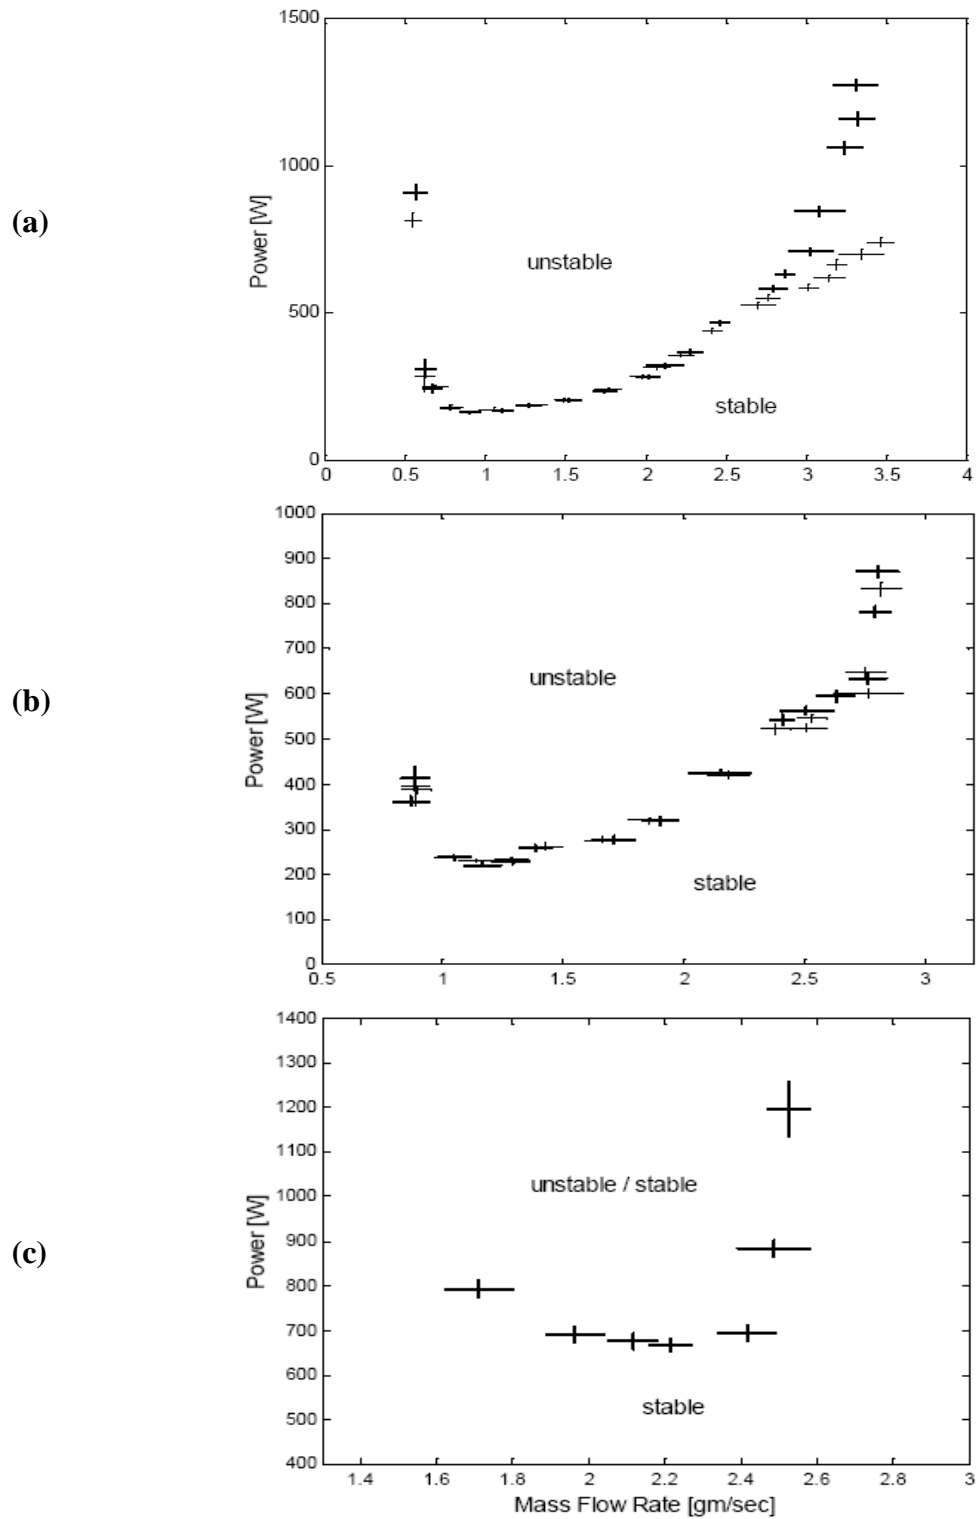 (a)
Power [W]
1500
1000
500
0
unstable
stable
0 0.5 1 1.5 2 2.5 3 3.5 4
(b)
Power [W]
1000
900
800
700
600
500
400
300
200
100
0
unstable
stable
0.5 1 1.5 2 2.5 3
(c)
Power [W]
1400
1300
1200
1100
1000
900
800
700
600
500
400
unstable / stable
stable
1.4 1.6 1.8 2 2.2 2.4 2.6 2.8 3
Mass Flow Rate [gm/sec]